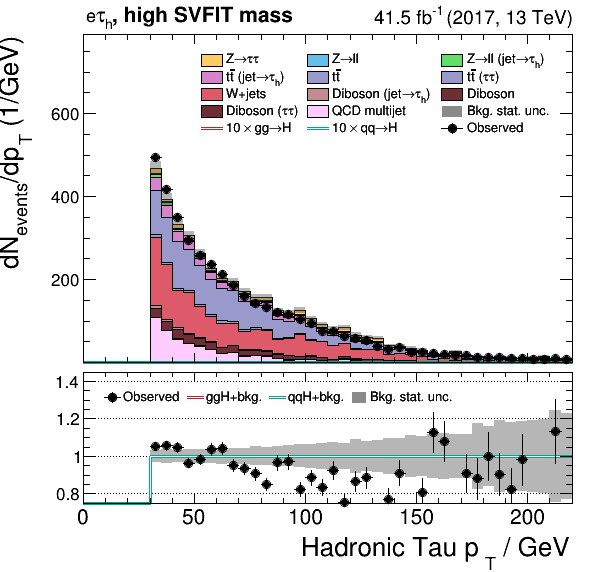 eτh, high SVFIT mass 41.5 fb⁻¹ (2017, 13 TeV)
dNevents/dpT (1/GeV)
600
400
200
Z→ττ Z→ll Z→ll (jet→τh)
tt̄ (jet→τh) tt̄ tt̄ (ττ)
W+jets Diboson (jet→τh) Diboson
Diboson (ττ) QCD multijet Bkg. stat. unc.
10 × gg→H 10 × qq→H Observed
1.4
1.2
1.0
0.8
Observed ggH+bkg. qqH+bkg. Bkg. stat. unc.
0 50 100 150 200
Hadronic Tau pT / GeV